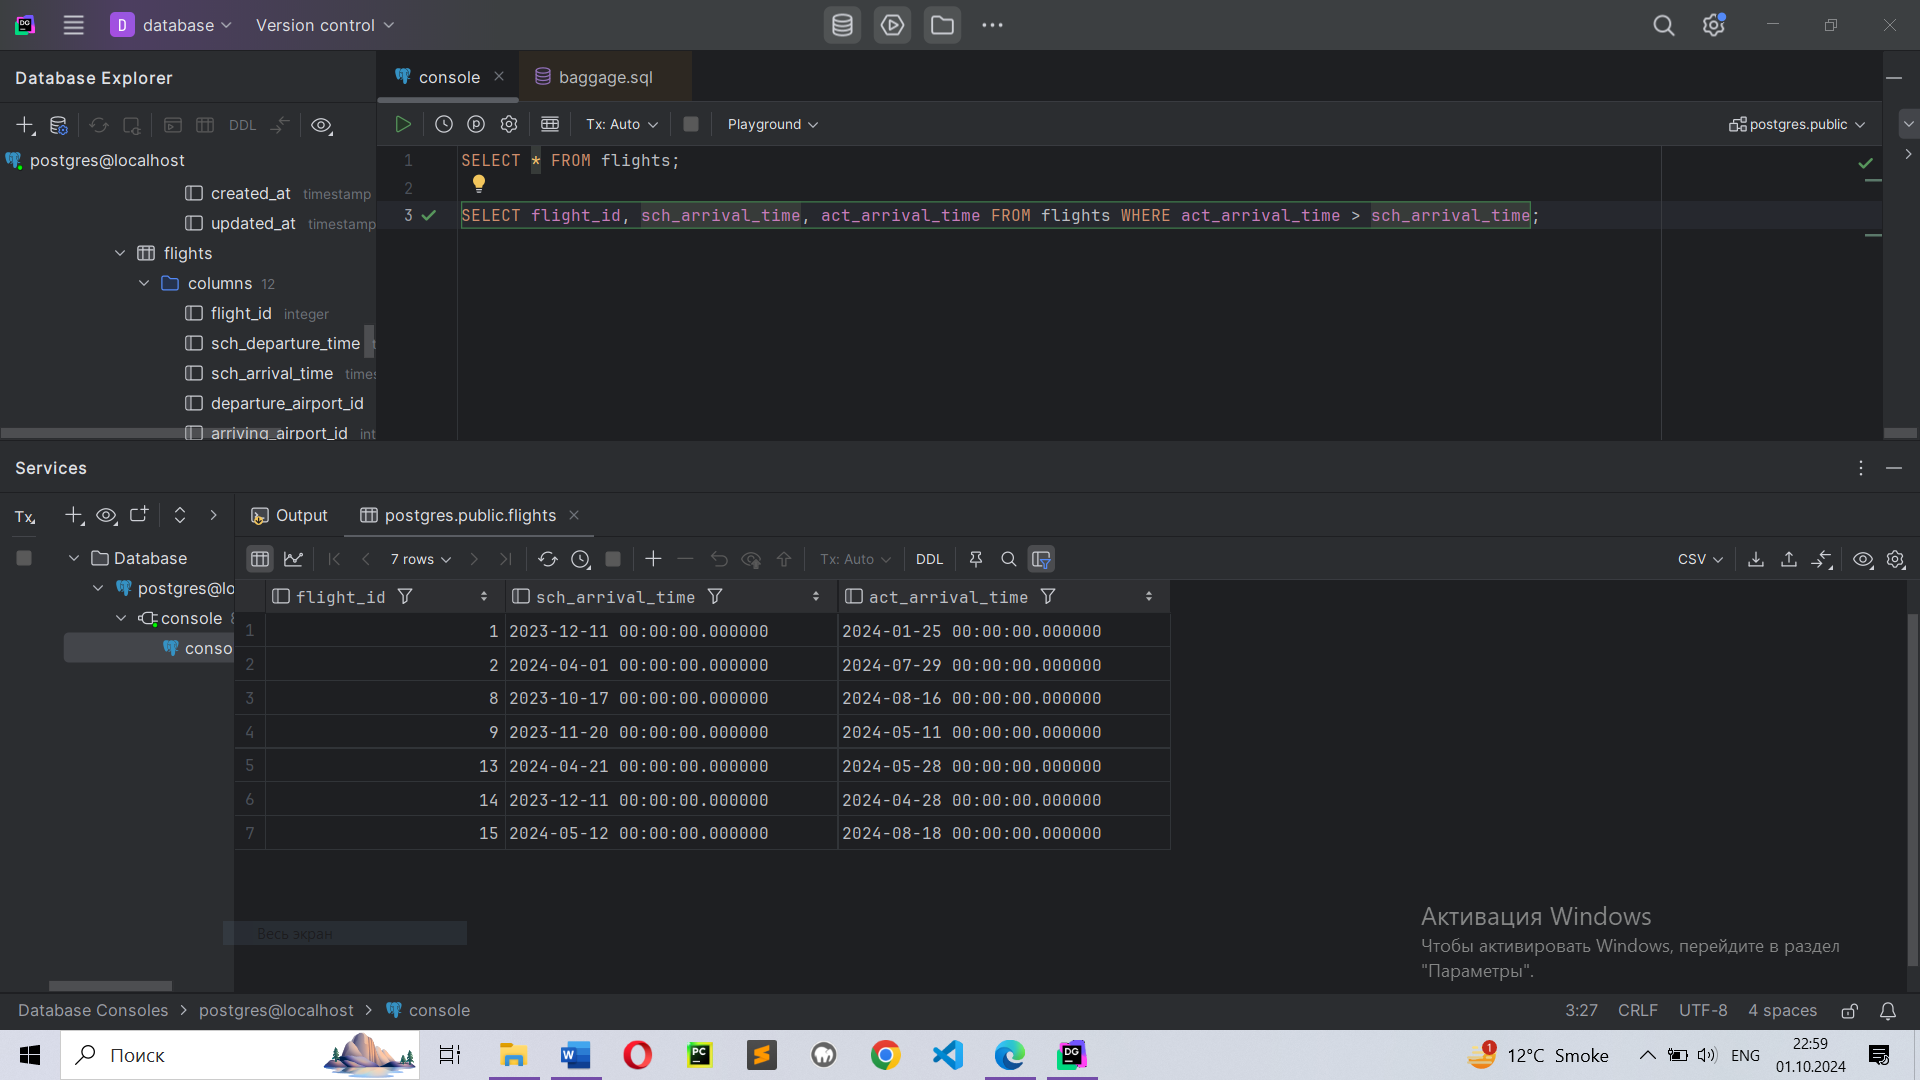 D database Version control
Database Explorer
console
baggage.sql
DDL
Tx: Auto
Playground
postgres.public
postgres@localhost
created_at timestamp
updated_at timestamp
flights
columns 12
flight_id integer
sch_departure_time
sch_arrival_time times
departure_airport_id
arriving_airport_id int
1 SELECT * FROM flights;
2
3 SELECT flight_id, sch_arrival_time, act_arrival_time FROM flights WHERE act_arrival_time > sch_arrival_time;
Services
Tx
Output
postgres.public.flights
Database
postgres@lo
console
conso
7 rows
Tx: Auto
DDL
CSV
flight_id sch_arrival_time act_arrival_time
1 1 2023-12-11 00:00:00.000000 2024-01-25 00:00:00.000000
2 2 2024-04-01 00:00:00.000000 2024-07-29 00:00:00.000000
3 8 2023-10-17 00:00:00.000000 2024-08-16 00:00:00.000000
4 9 2023-11-20 00:00:00.000000 2024-05-11 00:00:00.000000
5 13 2024-04-21 00:00:00.000000 2024-05-28 00:00:00.000000
6 14 2023-12-11 00:00:00.000000 2024-04-28 00:00:00.000000
7 15 2024-05-12 00:00:00.000000 2024-08-18 00:00:00.000000
Весь экран
Активация Windows
Чтобы активировать Windows, перейдите в раздел
"Параметры".
Database Consoles > postgres@localhost > console
3:27 CRLF UTF-8 4 spaces
Поиск
1
12°C Smoke
ENG
22:59
01.10.2024